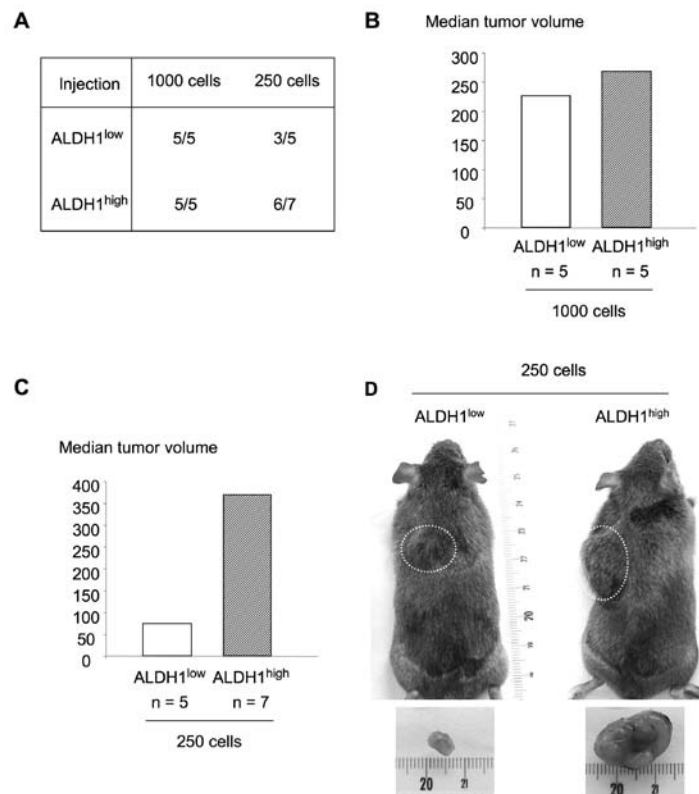 A
Injection 1000 cells 250 cells
ALDH1low 5/5 3/5
ALDH1high 5/5 6/7
B
Median tumor volume
300
250
200
150
100
50
0
ALDH1low ALDH1high
n = 5 n = 5
1000 cells
C
Median tumor volume
400
350
300
250
200
150
100
50
0
ALDH1low ALDH1high
n = 5 n = 7
250 cells
D
250 cells
ALDH1low ALDH1high
20
20 21
20 21